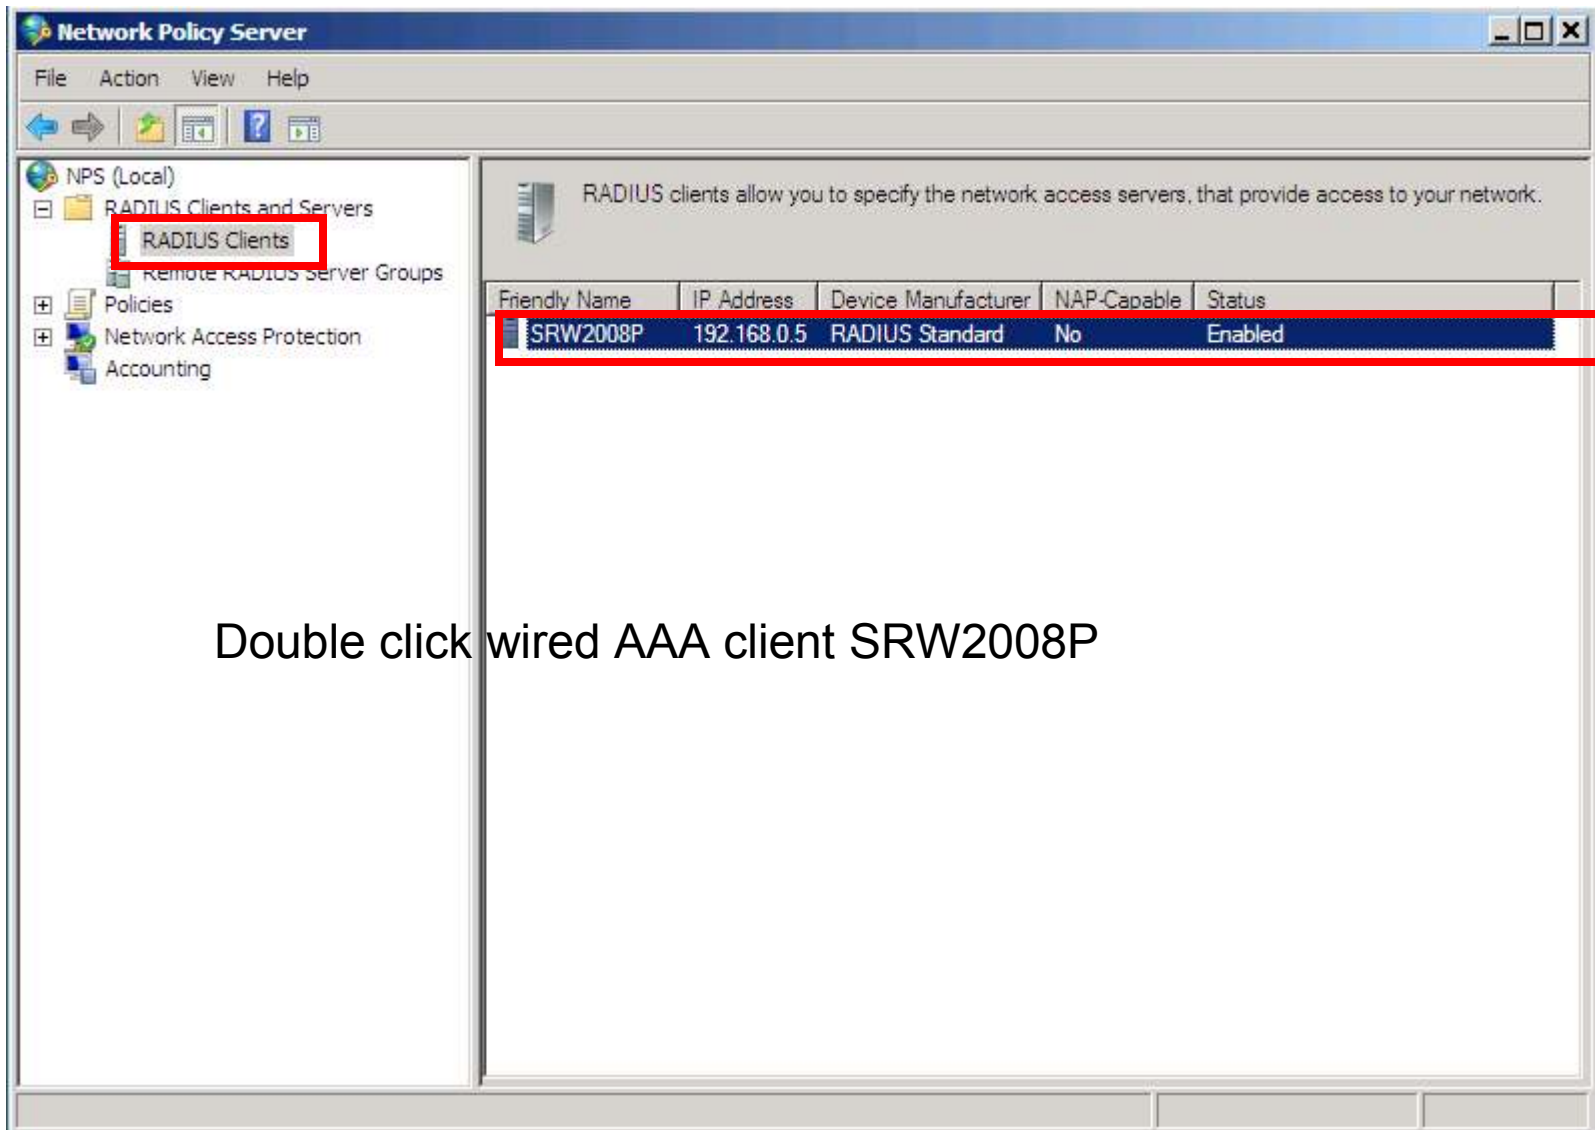 Network Policy Server
File Action View Help
NPS (Local)
RADIUS Clients and Servers
RADIUS Clients
Remote RADIUS Server Groups
Policies
Network Access Protection
Accounting
RADIUS clients allow you to specify the network access servers, that provide access to your network.
Friendly Name IP Address Device Manufacturer NAP-Capable Status
SRW2008P 192.168.0.5 RADIUS Standard No Enabled
Double click wired AAA client SRW2008P